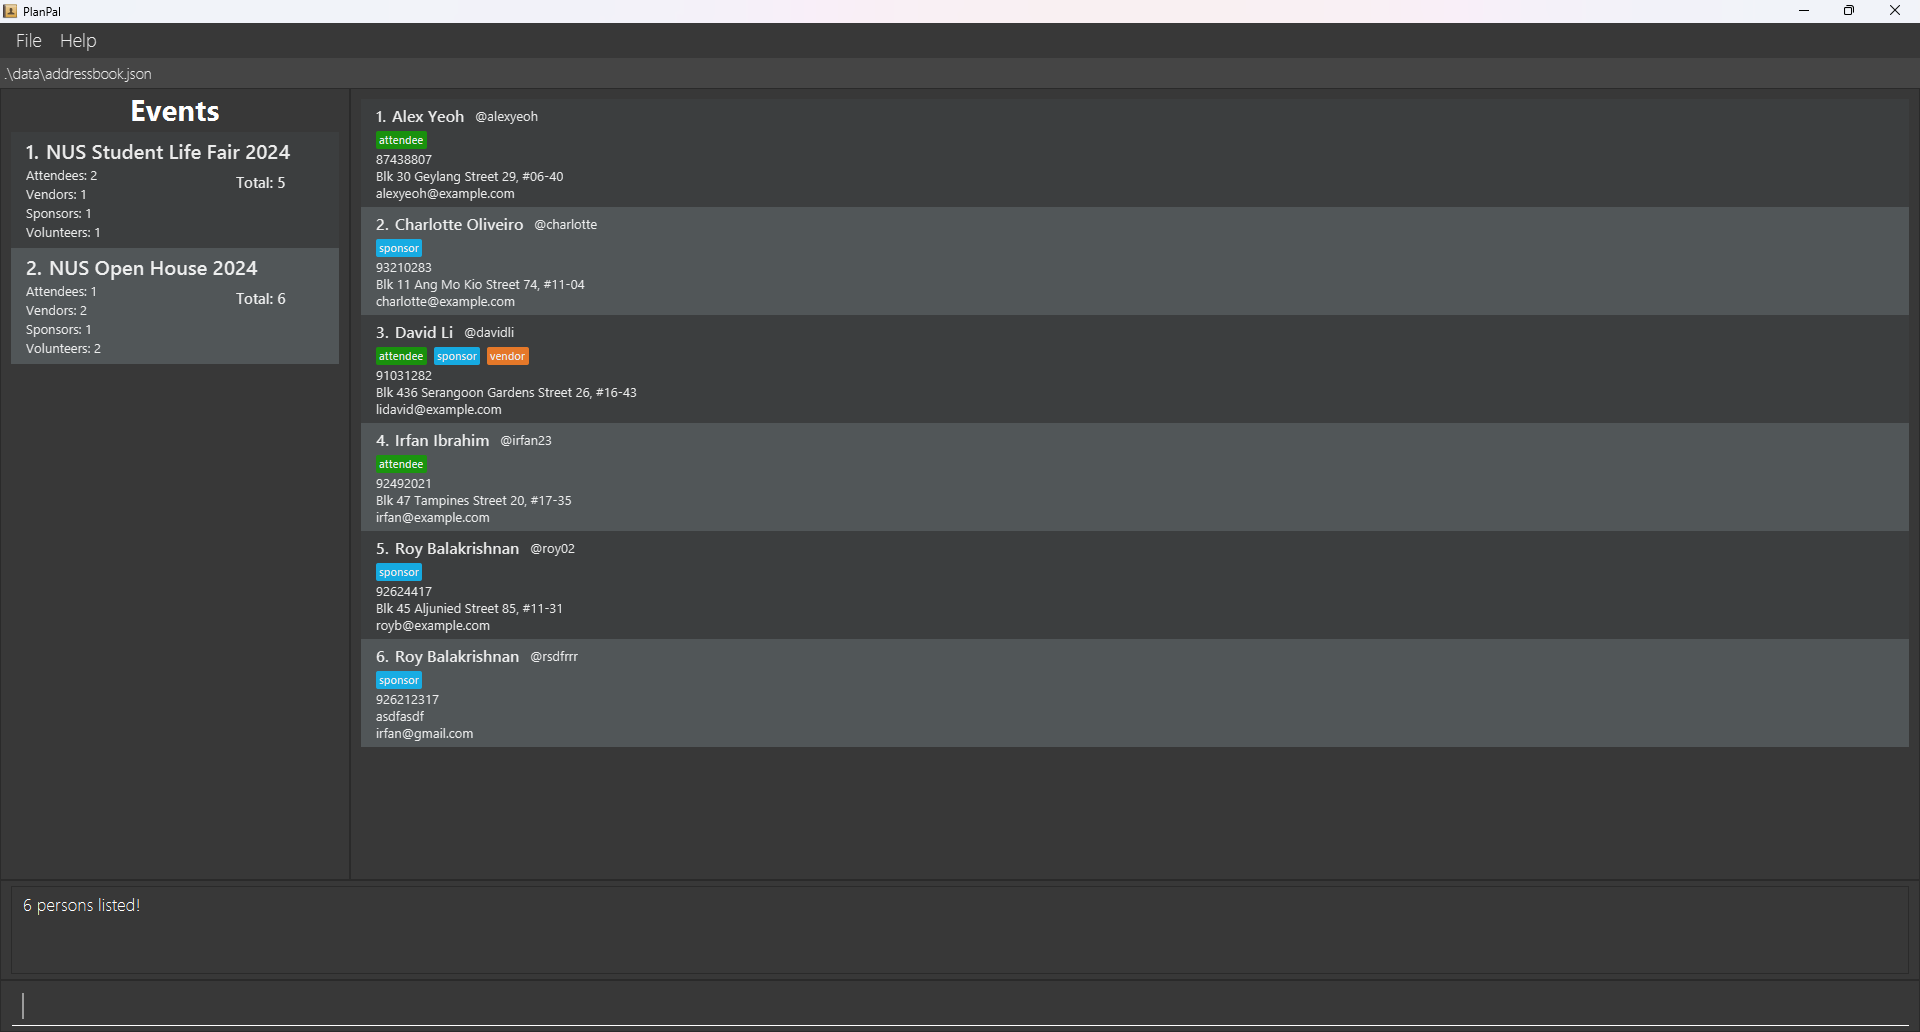 PlanPal
File Help
.\data\addressbook.json
Events
1. NUS Student Life Fair 2024
Attendees: 2
Total: 5
Vendors: 1
Sponsors: 1
Volunteers: 1
2. NUS Open House 2024
Attendees: 1
Total: 6
Vendors: 2
Sponsors: 1
Volunteers: 2
1. Alex Yeoh @alexyeoh
attendee
87438807
Blk 30 Geylang Street 29, #06-40
alexyeoh@example.com
2. Charlotte Oliveiro @charlotte
sponsor
93210283
Blk 11 Ang Mo Kio Street 74, #11-04
charlotte@example.com
3. David Li @davidli
attendee sponsor vendor
91031282
Blk 436 Serangoon Gardens Street 26, #16-43
lidavid@example.com
4. Irfan Ibrahim @irfan23
attendee
92492021
Blk 47 Tampines Street 20, #17-35
irfan@example.com
5. Roy Balakrishnan @roy02
sponsor
92624417
Blk 45 Aljunied Street 85, #11-31
royb@example.com
6. Roy Balakrishnan @rsdfrrr
sponsor
926212317
asdfasdf
irfan@gmail.com
6 persons listed!